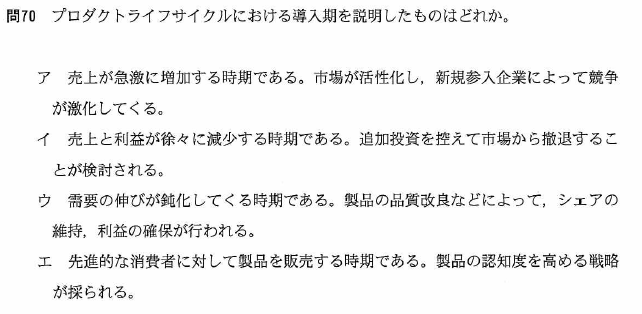 問70 プロダクトライフサイクルにおける導入期を説明したものはどれか。
ア 売上が急激に増加する時期である。市場が活性化し，新規参入企業によって競争
が激化してくる。
イ 売上と利益が徐々に減少する時期である。追加投資を控えて市場から撤退するこ
とが検討される。
ウ 需要の伸びが鈍化してくる時期である。製品の品質改良などによって，シェアの
維持，利益の確保が行われる。
エ 先進的な消費者に対して製品を販売する時期である。製品の認知度を高める戦略
が採られる。